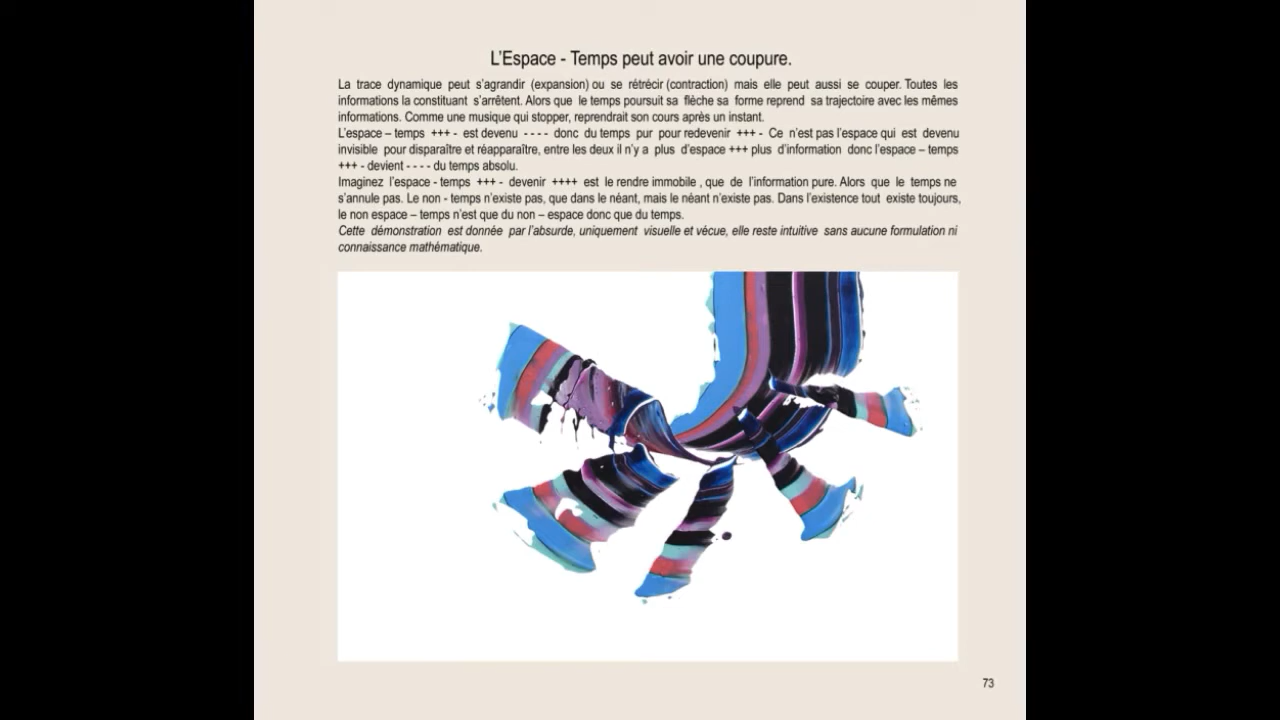 L'Espace - Temps peut avoir une coupure.
La trace dynamique peut s'agrandir (expansion) ou se rétrécir (contraction) mais elle peut aussi se couper. Toutes les
informations la constituant s'arrêtent. Alors que le temps poursuit sa flèche sa forme reprend sa trajectoire avec les mêmes
informations. Comme une musique qui stopper, reprendrait son cours après un instant.
L'espace – temps +++ - est devenu - - - - donc du temps pur pour redevenir +++ - Ce n'est pas l'espace qui est devenu
invisible pour disparaître et réapparaître, entre les deux il n'y a plus d'espace +++ plus d'information donc l'espace – temps
+++ - devient - - - - du temps absolu.
Imaginez l'espace - temps +++ - devenir ++++ est le rendre immobile , que de l'information pure. Alors que le temps ne
s'annule pas. Le non - temps n'existe pas, que dans le néant, mais le néant n'existe pas. Dans l'existence tout existe toujours,
le non espace – temps n'est que du non – espace donc que du temps.
Cette démonstration est donnée par l'absurde, uniquement visuelle et vécue, elle reste intuitive sans aucune formulation ni
connaissance mathématique.
73